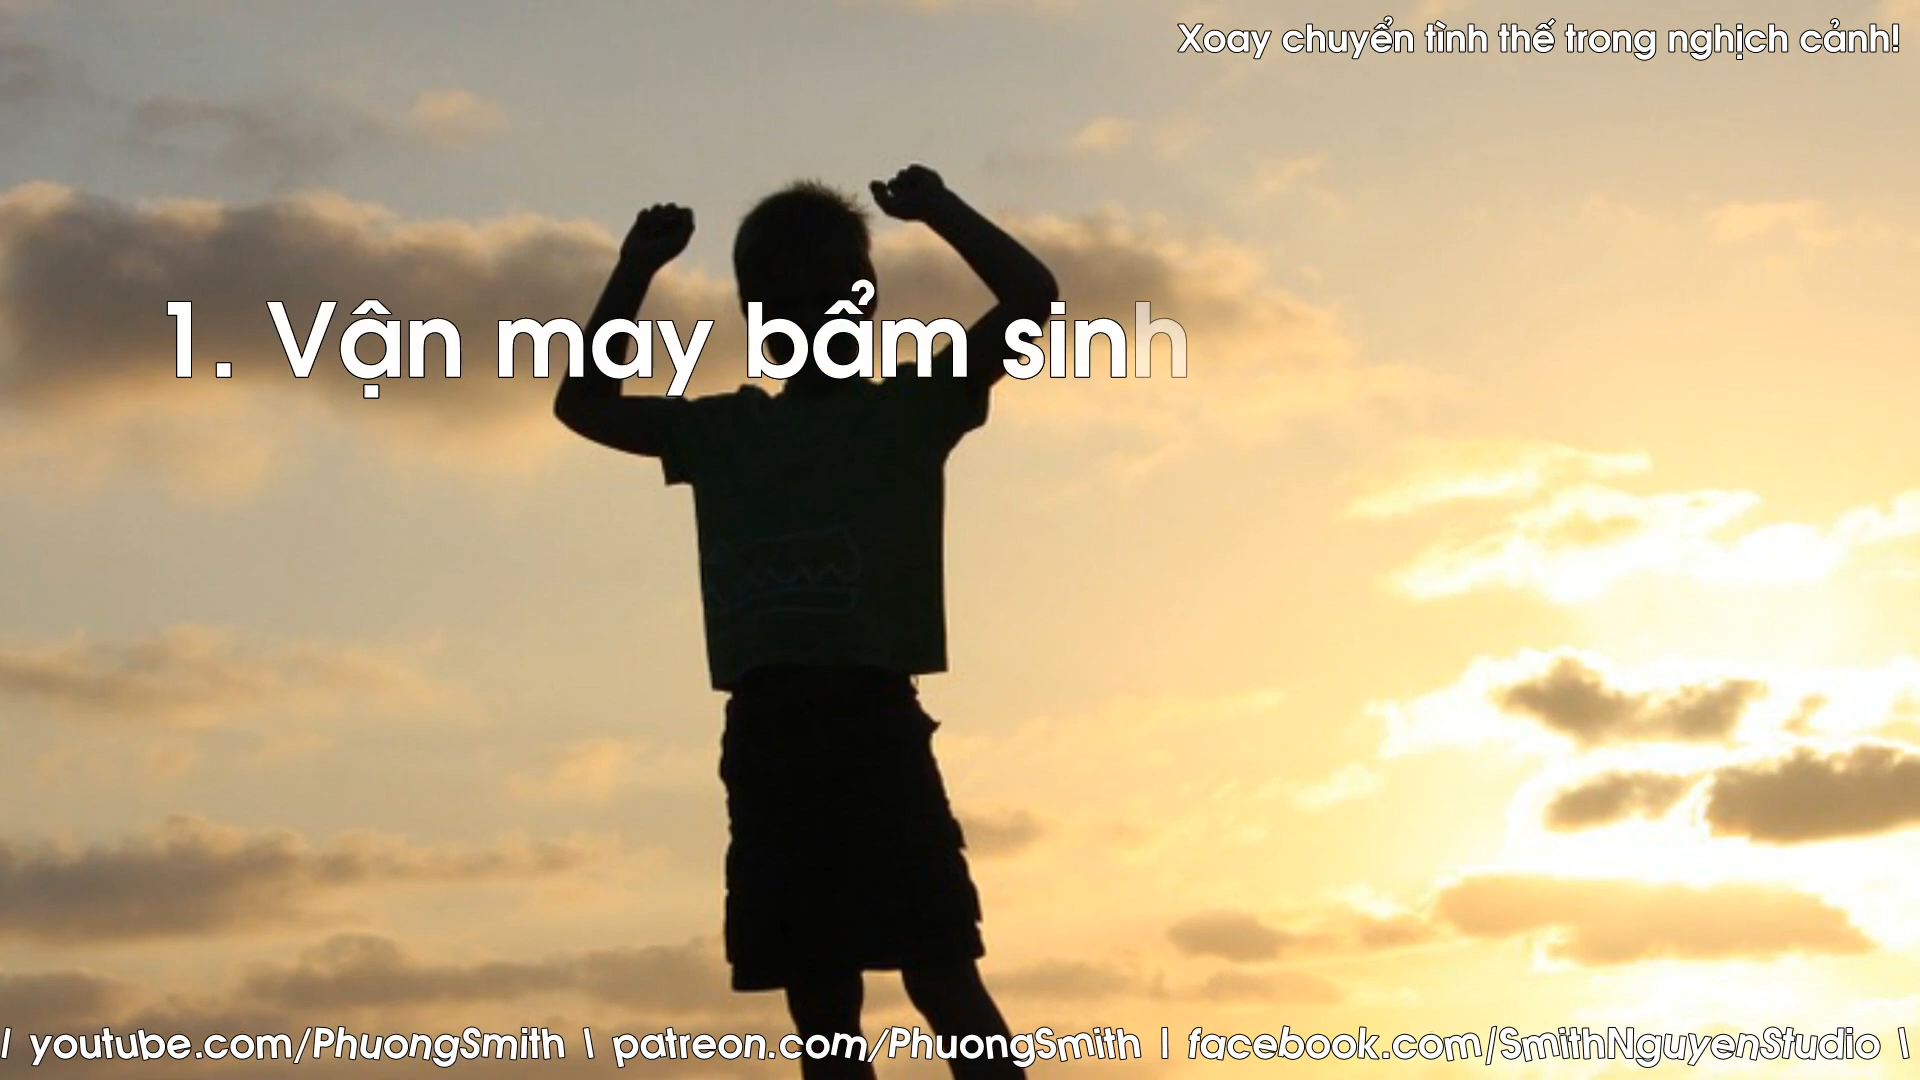 Xoay chuyển tình thế trong nghịch cảnh!
1. Vận may bẩm sinh
| youtube.com/PhuongSmith \ patreon.com/PhuongSmith | facebook.com/SmithNguyenStudio \